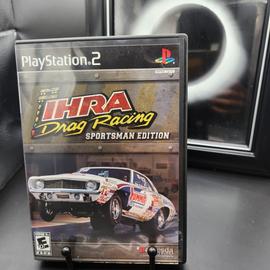 PlayStation 2
IHRA
Drag Racing
SPORTSMAN EDITION
E